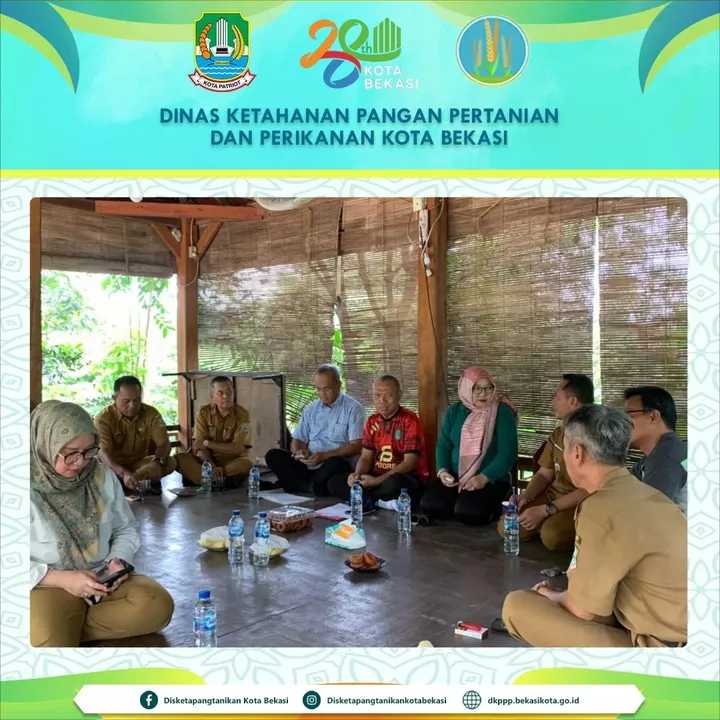 KOTA PATRIOT
28th
KOTA
BEKASI
DINAS KETAHANAN PANGAN PERTANIAN
DAN PERIKANAN KOTA BEKASI
6
Disketapangtanikan Kota Bekasi
Disketapangtanikankotabekasi
dkppp.bekasikota.go.id